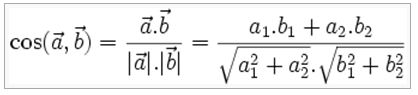 cos(a⃗, b⃗) = a⃗.b⃗ / |a⃗|.|b⃗| = (a₁.b₁ + a₂.b₂) / (√(a₁² + a₂²).√(b₁² + b₂²))